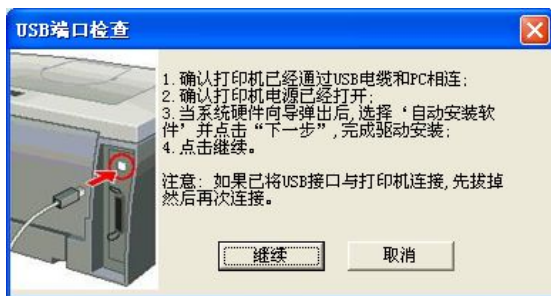 USB端口检查
1.确认打印机已经通过USB电缆和PC相连;
2.确认打印机电源已经打开;
3.当系统硬件向导弹出后,选择‘自动安装软
件’并点击“下一步”,完成驱动安装;
4.点击继续。
注意: 如果已将USB接口与打印机连接,先拔掉
然后再次连接。
继续
取消